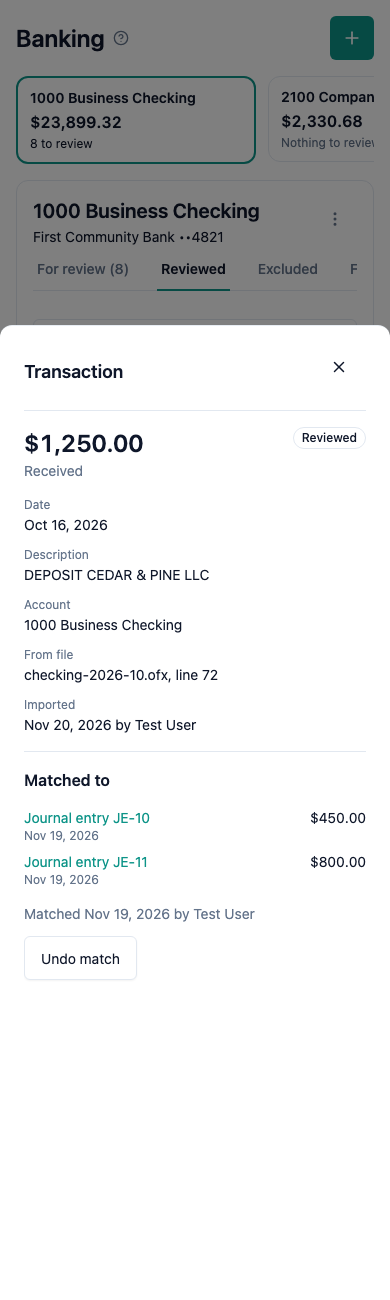 Banking
1000 Business Checking
$23,899.32
8 to review
2100 Compan
$2,330.68
Nothing to review
1000 Business Checking
First Community Bank ••4821
For review (8) Reviewed Excluded F
Transaction
$1,250.00
Reviewed
Received
Date
Oct 16, 2026
Description
DEPOSIT CEDAR & PINE LLC
Account
1000 Business Checking
From file
checking-2026-10.ofx, line 72
Imported
Nov 20, 2026 by Test User
Matched to
Journal entry JE-10 $450.00
Nov 19, 2026
Journal entry JE-11 $800.00
Nov 19, 2026
Matched Nov 19, 2026 by Test User
Undo match